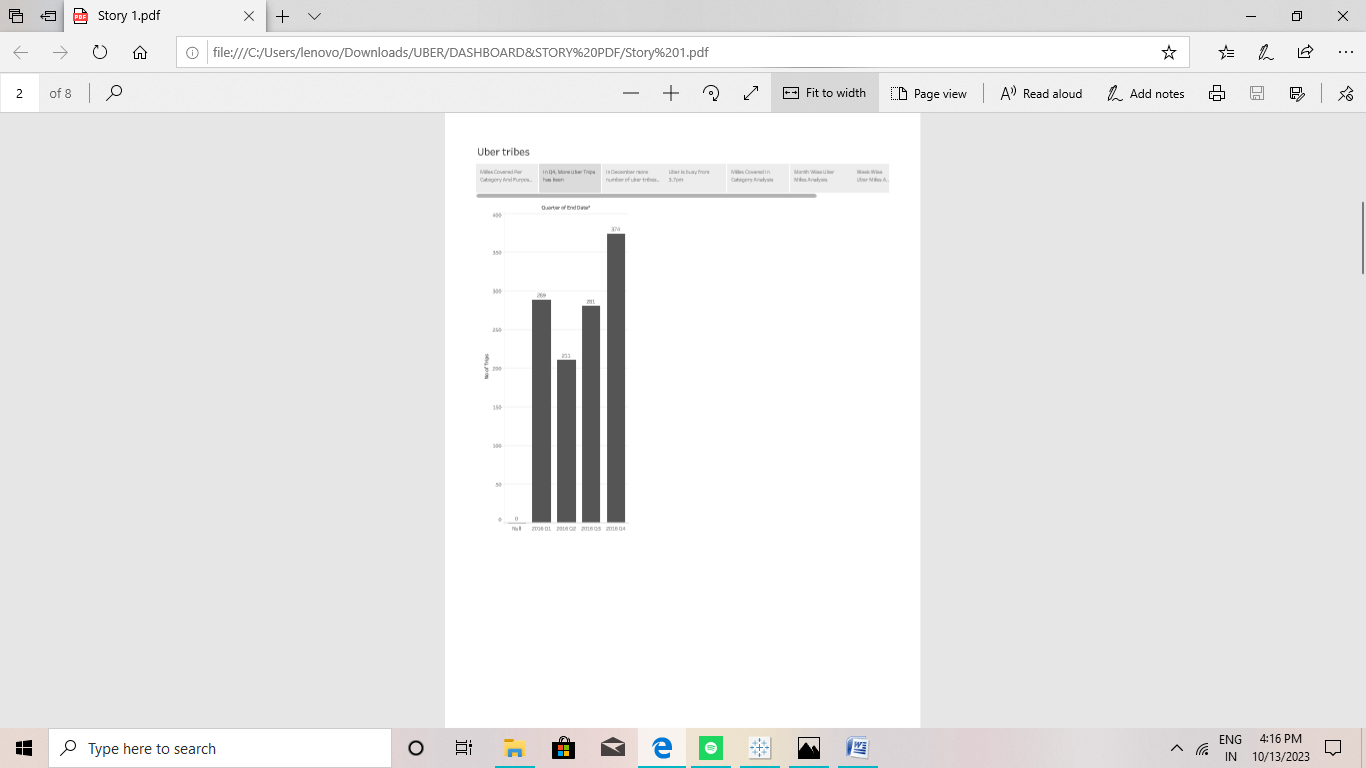 Story 1.pdf
file:///C:/Users/lenovo/Downloads/UBER/DASHBOARD&STORY%20PDF/Story%201.pdf
2 of 8
Fit to width
Page view
Read aloud
Add notes
Uber tribes
Miles Covered Per
Category And Purpos..
In Q4, More Uber Trips
has been
In December more
number of uber tribes..
Uber is busy from
3-7pm
Miles Covered In
Category Analysis
Month Wise Uber
Miles Analysis
Week Wise
Uber Miles A..
Quarter of End Date*
400
350
300
250
200
150
100
50
0
No of Trips
0
289
211
281
374
Null
2016 Q1
2016 Q2
2016 Q3
2016 Q4
Type here to search
ENG
IN
4:16 PM
10/13/2023